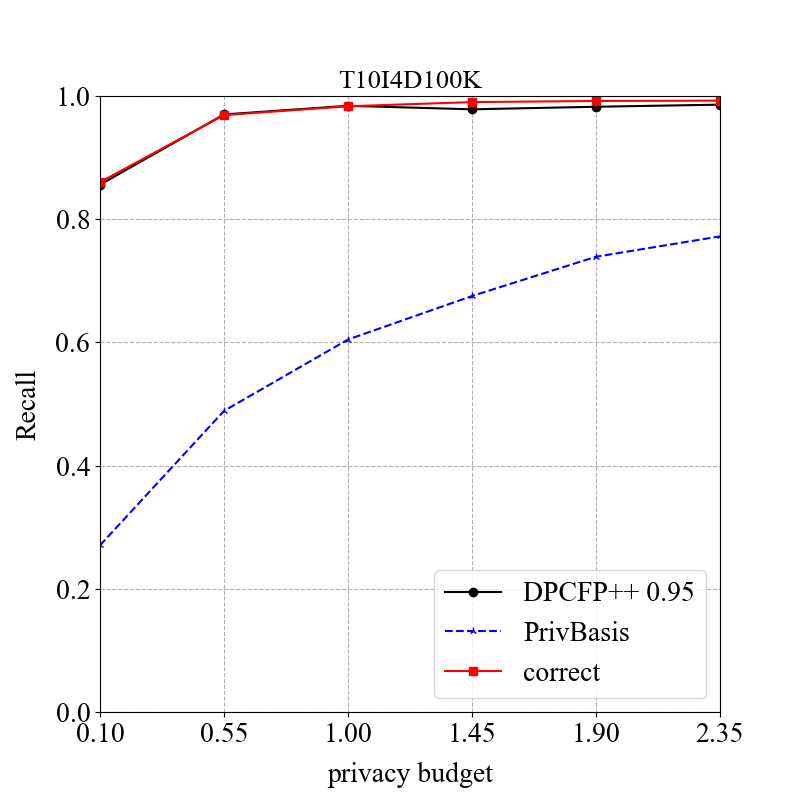 T10I4D100K
1.0
0.8
0.6
0.4
0.2
0.0
Recall
DPCFP++ 0.95
PrivBasis
correct
0.10 0.55 1.00 1.45 1.90 2.35
privacy budget